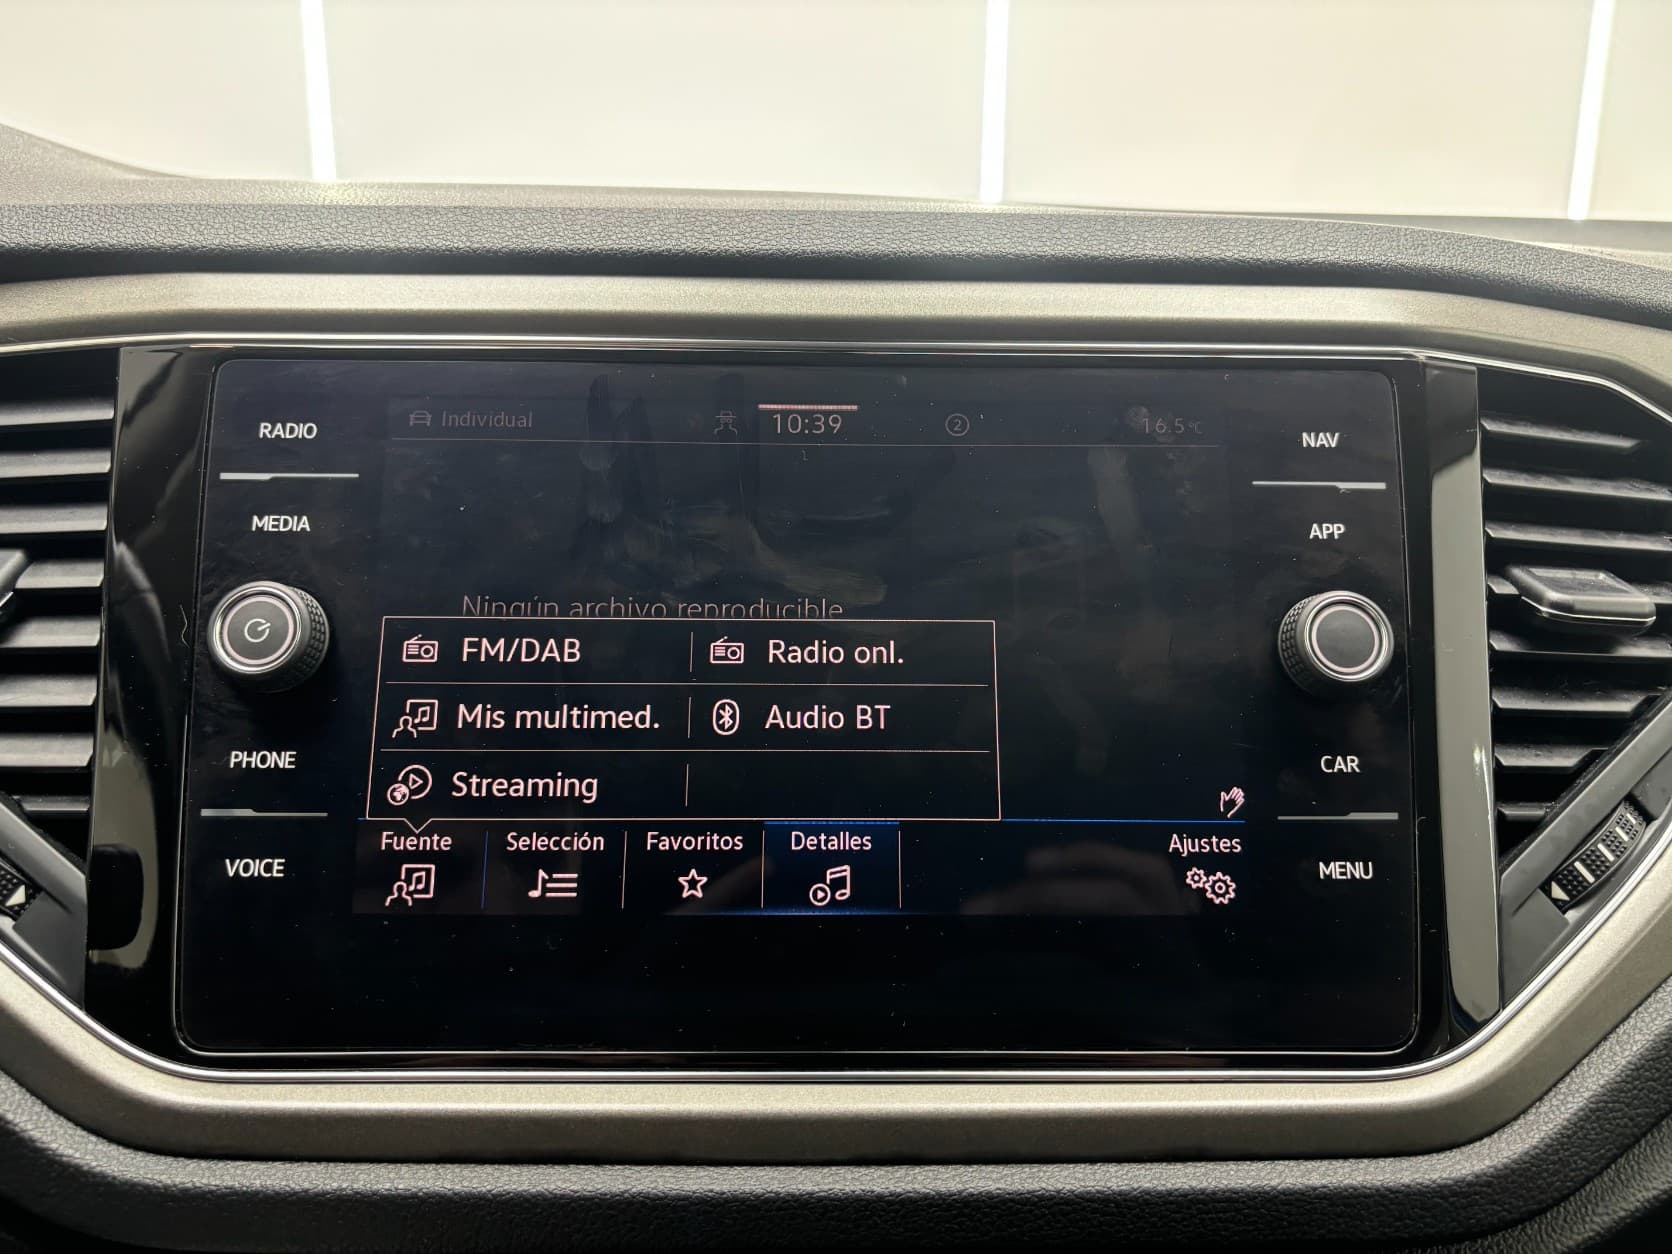 RADIO
MEDIA
PHONE
VOICE
Individual
10:39
2
16.5°C
Ningún archivo reproducible
FM/DAB
Radio onl.
Mis multimed.
Audio BT
Streaming
Fuente
Selección
Favoritos
Detalles
Ajustes
NAV
APP
CAR
MENU